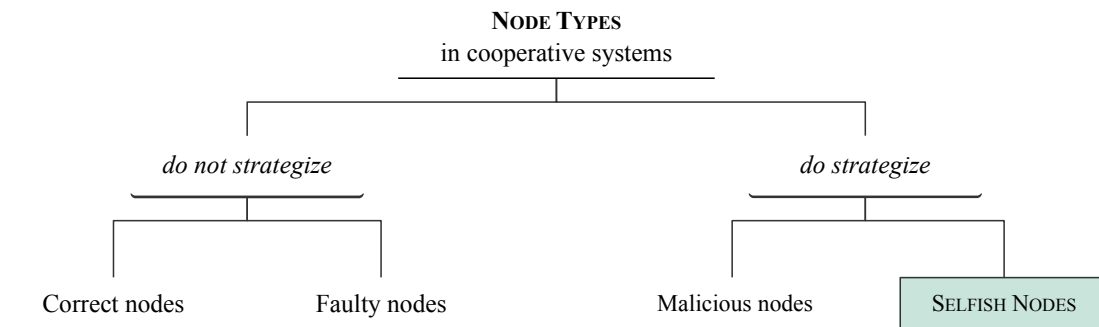 NODE TYPES
in cooperative systems
do not strategize
do strategize
Correct nodes
Faulty nodes
Malicious nodes
SELFISH NODES